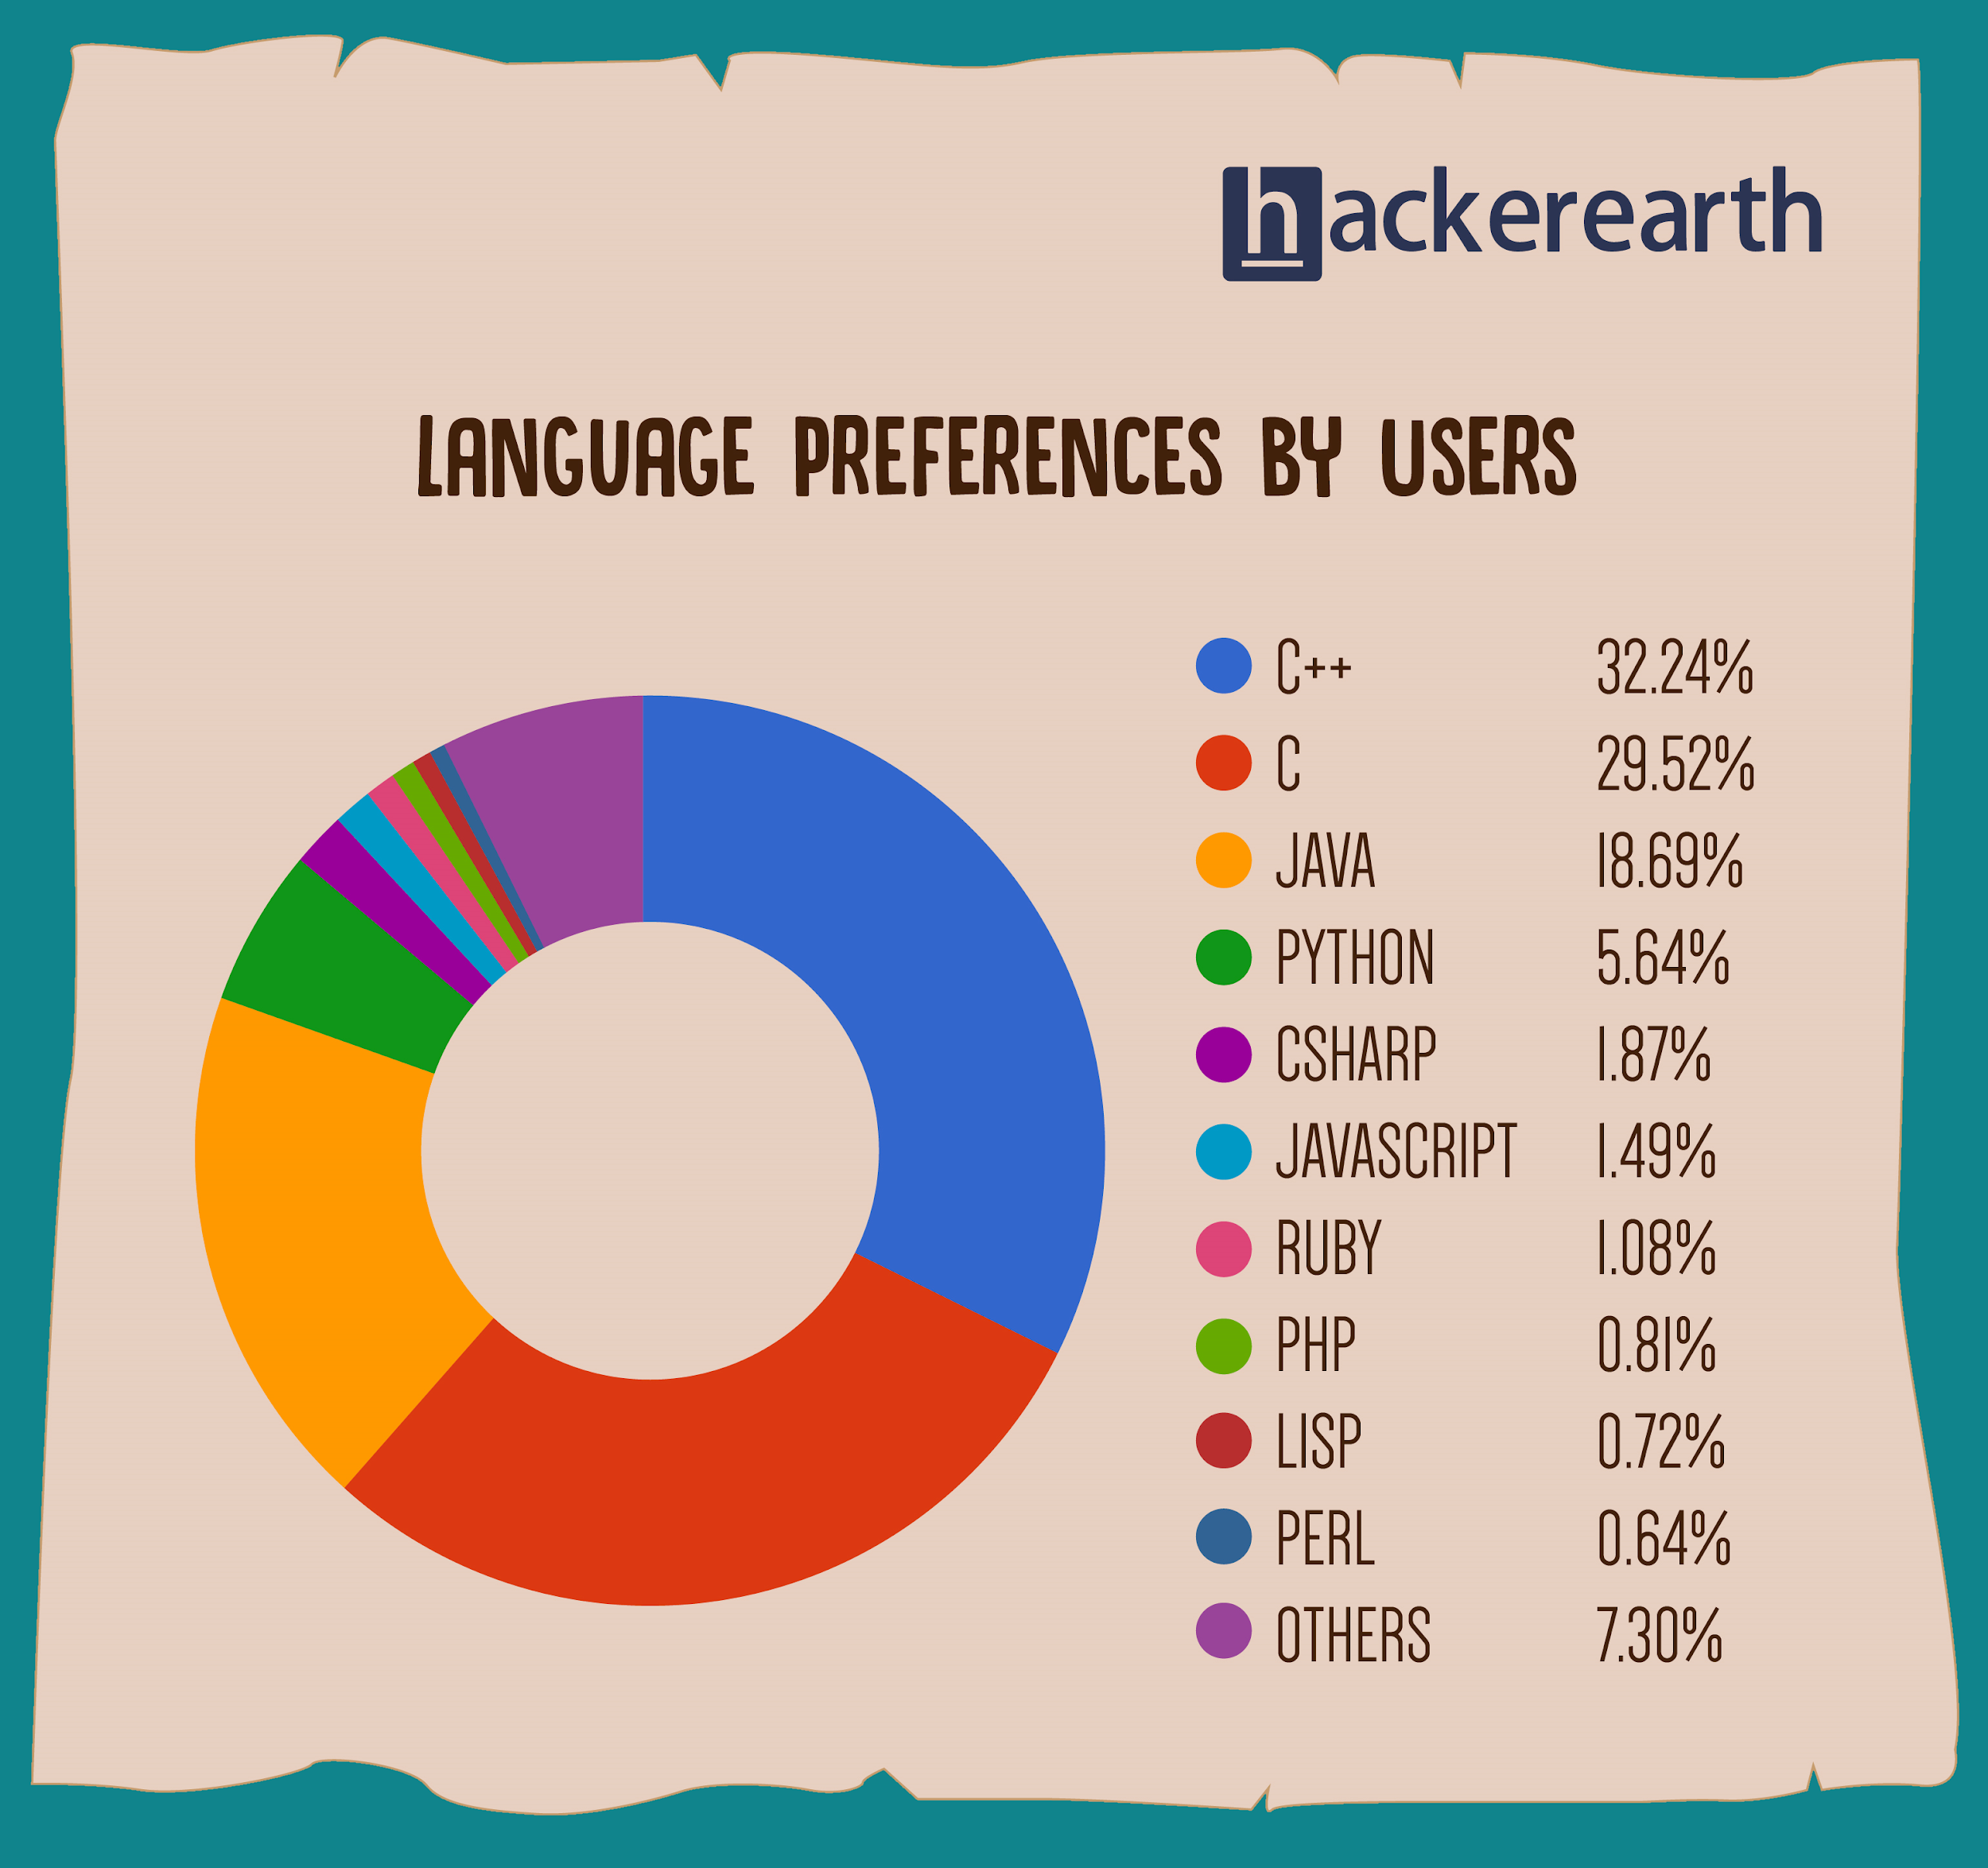 hackerearth
LANGUAGE PREFERENCES BY USERS
C++ 32.24%
C 29.52%
JAVA 18.69%
PYTHON 5.64%
CSHARP 1.87%
JAVASCRIPT 1.49%
RUBY 1.08%
PHP 0.81%
LISP 0.72%
PERL 0.64%
OTHERS 7.30%